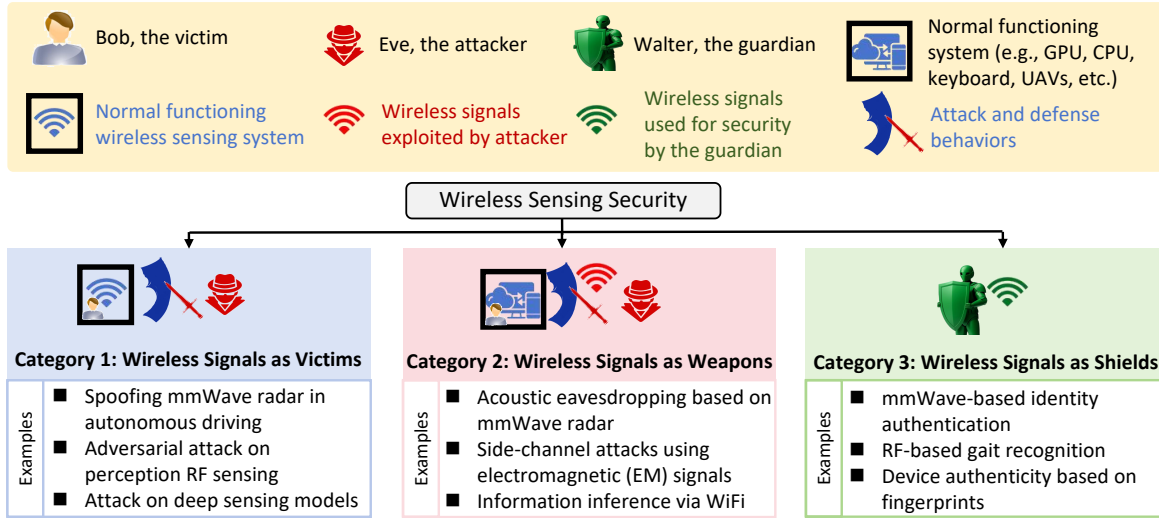 Bob, the victim
Eve, the attacker
Walter, the guardian
Normal functioning
system (e.g., GPU, CPU,
keyboard, UAVs, etc.)
Normal functioning
wireless sensing system
Wireless signals
exploited by attacker
Wireless signals
used for security
by the guardian
Attack and defense
behaviors
Wireless Sensing Security
Category 1: Wireless Signals as Victims
Examples
■ Spoofing mmWave radar in
autonomous driving
■ Adversarial attack on
perception RF sensing
■ Attack on deep sensing models
Category 2: Wireless Signals as Weapons
Examples
■ Acoustic eavesdropping based on
mmWave radar
■ Side-channel attacks using
electromagnetic (EM) signals
■ Information inference via WiFi
Category 3: Wireless Signals as Shields
Examples
■ mmWave-based identity
authentication
■ RF-based gait recognition
■ Device authenticity based on
fingerprints